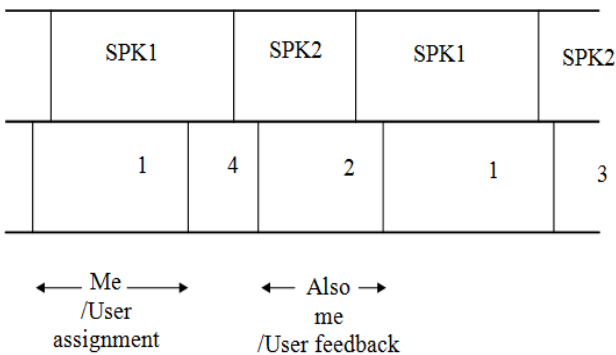 SPK1 SPK2 SPK1 SPK2
1 4 2 1 3
Me Also
/User me
assignment /User feedback